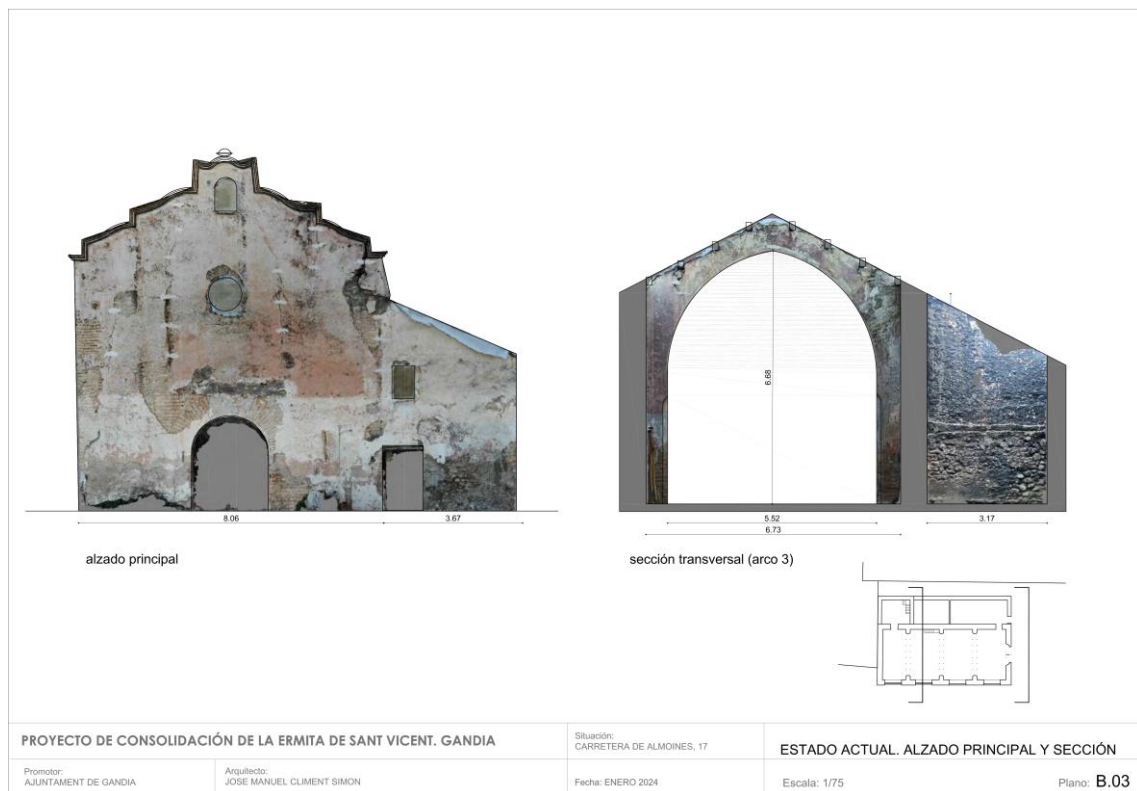 6.68
8.06
3.67
5.52
6.73
3.17
alzado principal
sección transversal (arco 3)
PROYECTO DE CONSOLIDACIÓN DE LA ERMITA DE SANT VICENT. GANDIA
Situación:
CARRETERA DE ALMOINES, 17
ESTADO ACTUAL. ALZADO PRINCIPAL Y SECCIÓN
Promotor:
AJUNTAMENT DE GANDIA
Arquitecto:
JOSE MANUEL CLIMENT SIMON
Fecha: ENERO 2024
Escala: 1/75
Plano: B.03